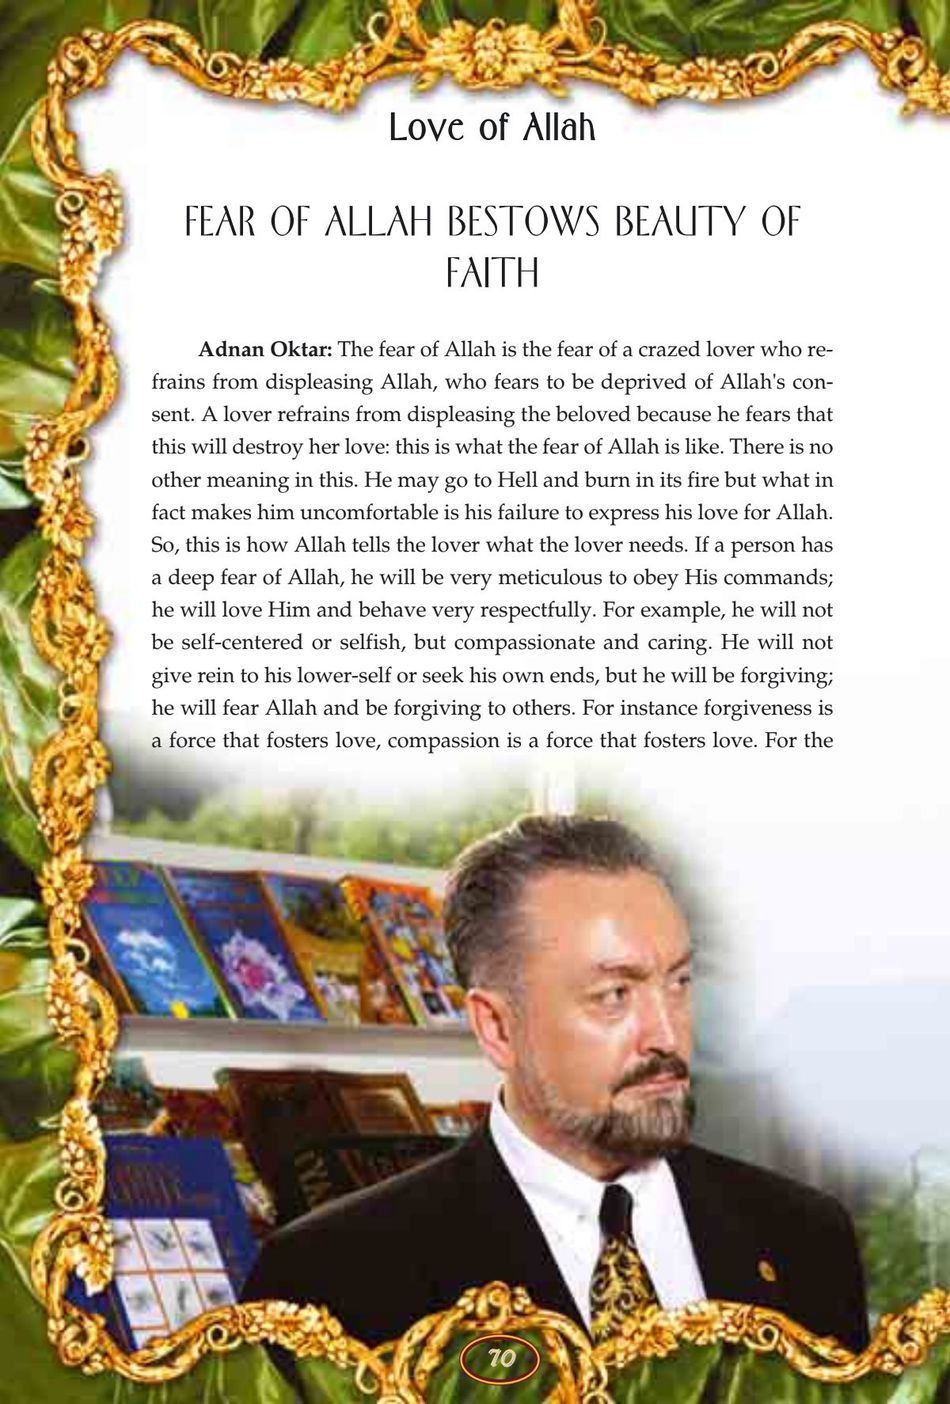 Love of Allah
FEAR OF ALLAH BESTOWS BEAUTY OF
FAITH
Adnan Oktar: The fear of Allah is the fear of a crazed lover who re-
frains from displeasing Allah, who fears to be deprived of Allah's con-
sent. A lover refrains from displeasing the beloved because he fears that
this will destroy her love: this is what the fear of Allah is like. There is no
other meaning in this. He may go to Hell and burn in its fire but what in
fact makes him uncomfortable is his failure to express his love for Allah.
So, this is how Allah tells the lover what the lover needs. If a person has
a deep fear of Allah, he will be very meticulous to obey His commands;
he will love Him and behave very respectfully. For example, he will not
be self-centered or selfish, but compassionate and caring. He will not
give rein to his lower-self or seek his own ends, but he will be forgiving;
he will fear Allah and be forgiving to others. For instance forgiveness is
a force that fosters love, compassion is a force that fosters love. For the
70